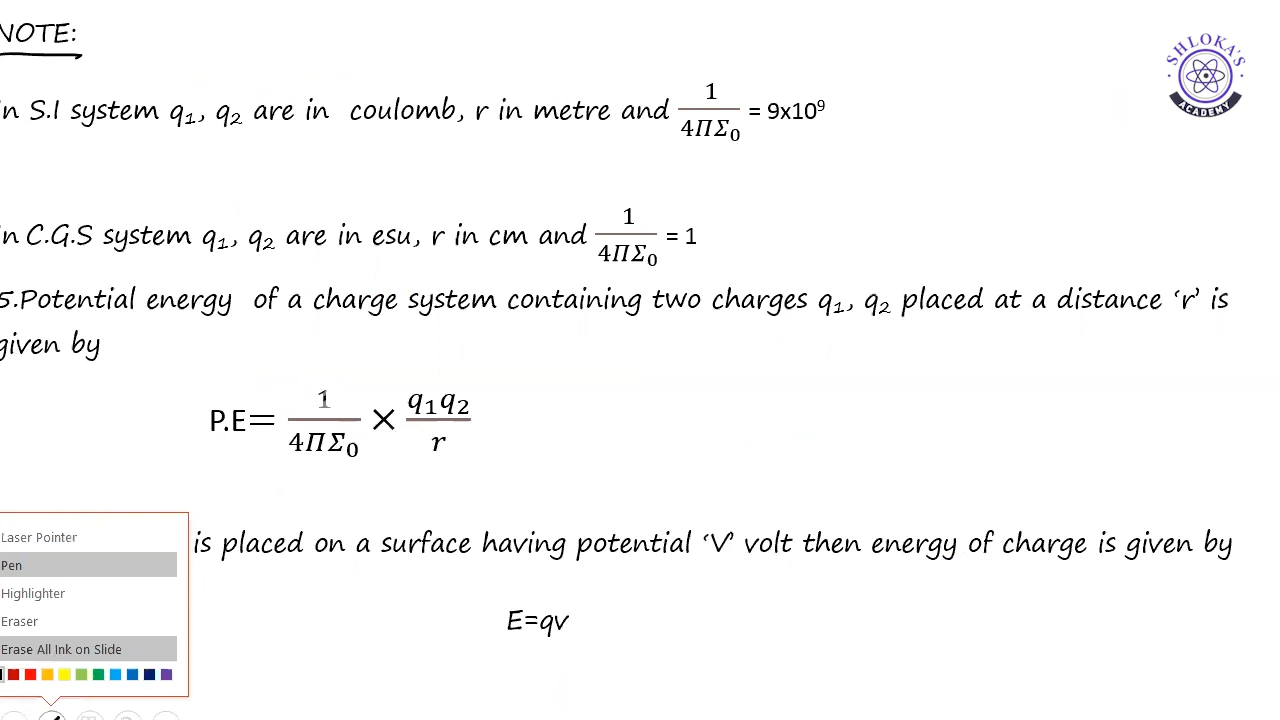 NOTE:
SHLOKA'S
ACADEMY
In S.I system q₁, q₂ are in coulomb, r in metre and 1/4ΠΣ₀ = 9x10⁹
In C.G.S system q₁, q₂ are in esu, r in cm and 1/4ΠΣ₀ = 1
5.Potential energy of a charge system containing two charges q₁, q₂ placed at a distance ‘r’ is
given by
P.E= 1/4ΠΣ₀ × q₁q₂/r
is placed on a surface having potential ‘V’ volt then energy of charge is given by
E=qv
Laser Pointer
Pen
Highlighter
Eraser
Erase All Ink on Slide